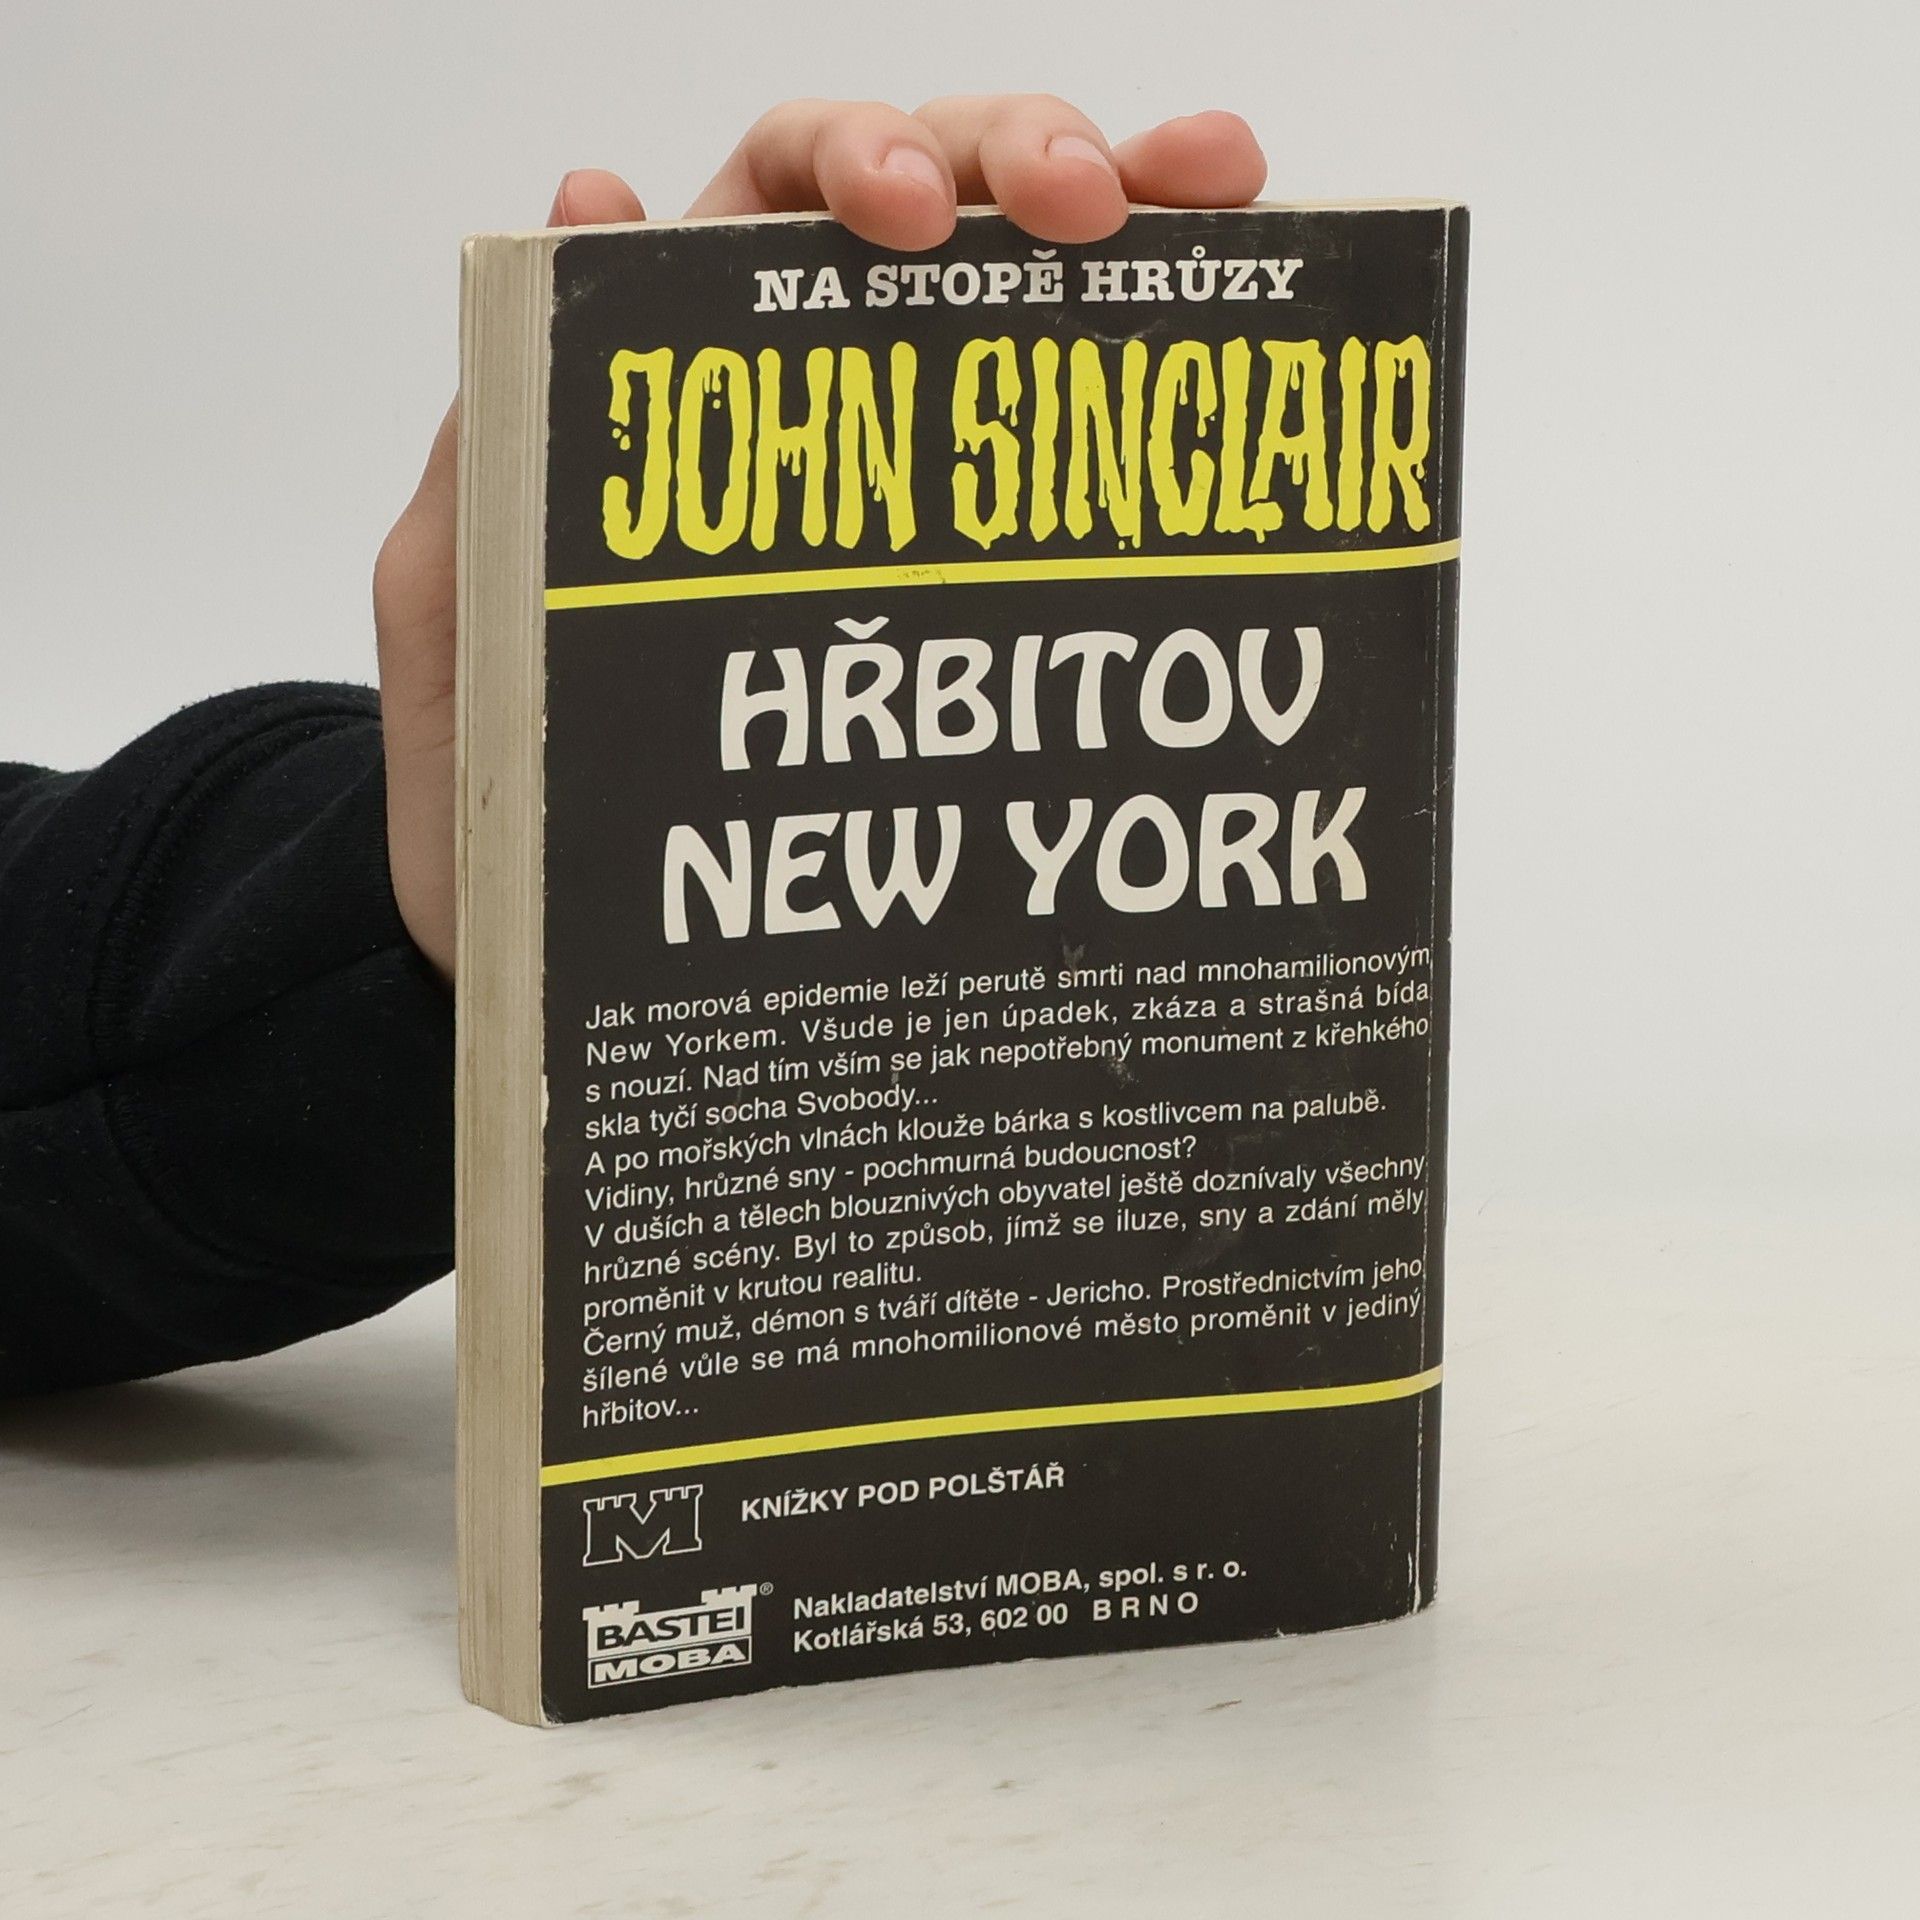 NA STOPĚ HRŮZY
JOHN SINCLAIR
HŘBITOV
NEW YORK
Jak morová epidemie leží perutě smrti nad mnohamilionovým
New Yorkem. Všude je jen úpadek, zkáza a strašná bída
s nouzí. Nad tím vším se jak nepotřebný monument z křehkého
skla tyčí socha Svobody...
A po mořských vlnách klouže bárka s kostlivcem na palubě.
Vidiny, hrůzné sny - pochmurná budoucnost?
V duších a tělech blouznivých obyvatel ještě doznívaly všechny
hrůzné scény. Byl to způsob, jímž se iluze, sny a zdání měly
proměnit v krutou realitu.
Černý muž, démon s tváří dítěte - Jericho. Prostřednictvím jeho
šílené vůle se má mnohomilionové město proměnit v jediný
hřbitov...
M KNÍŽKY POD POLŠTÁŘ
BASTEI ®
MOBA
Nakladatelství MOBA, spol. s r. o.
Kotlářská 53, 602 00 BRNO